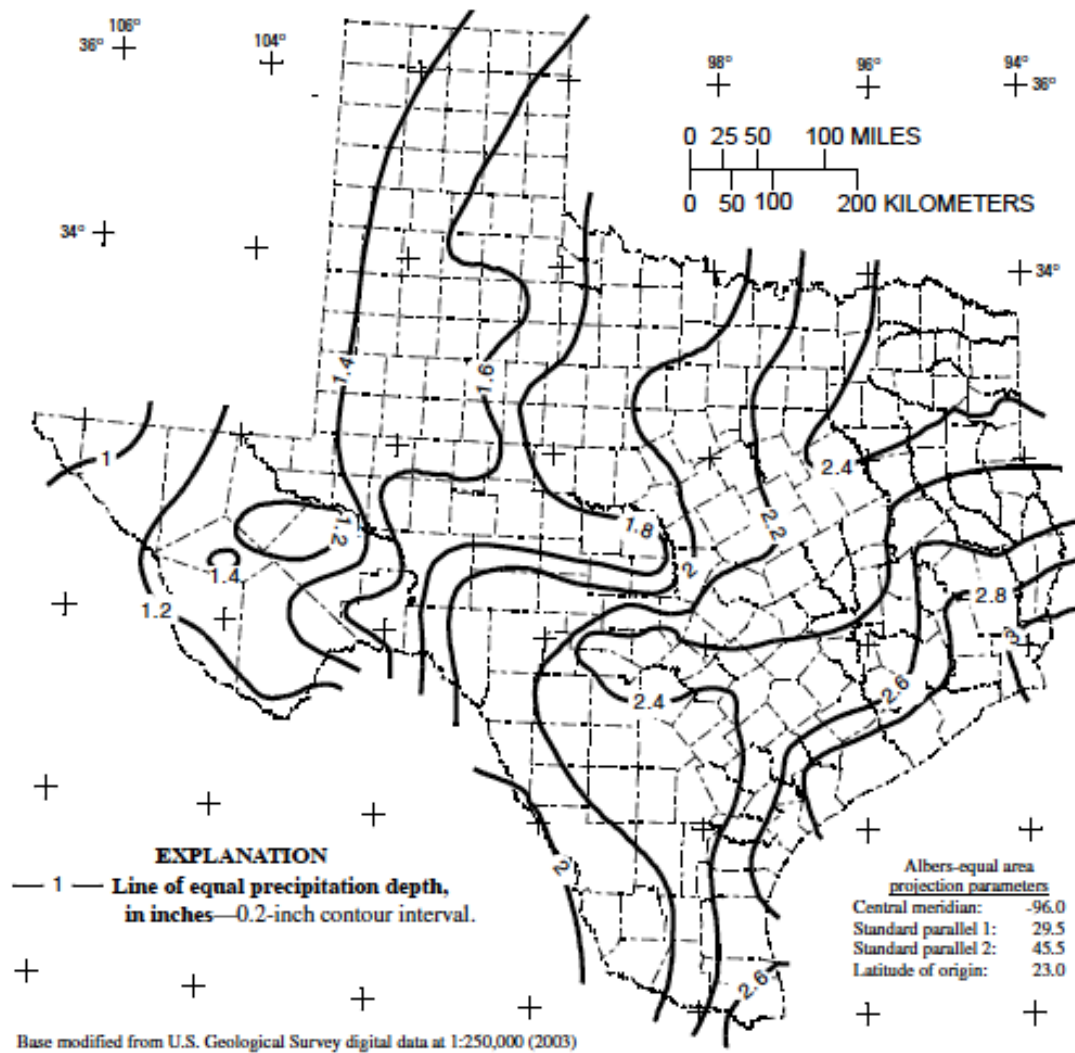 106°
36°
104°
98°
96°
94°
36°
0 25 50 100 MILES
0 50 100 200 KILOMETERS
34°
34°
1.4
1.6
1
2.4
1.8
2.2
1.2
2
1.4
1.2
2.8
3
2.6
2.4
2
2.6
EXPLANATION
1 Line of equal precipitation depth,
in inches—0.2-inch contour interval.
Albers-equal area
projection parameters
Central meridian: -96.0
Standard parallel 1: 29.5
Standard parallel 2: 45.5
Latitude of origin: 23.0
Base modified from U.S. Geological Survey digital data at 1:250,000 (2003)